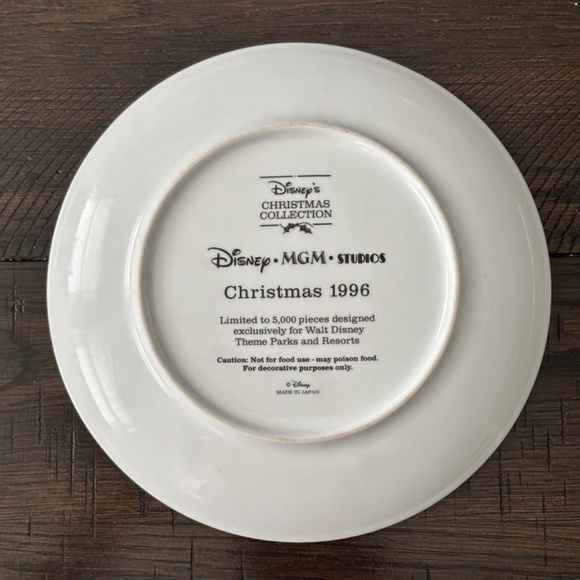 Disney's
CHRISTMAS
COLLECTION
Disney • MGM • STUDIOS
Christmas 1996
Limited to 5,000 pieces designed
exclusively for Walt Disney
Theme Parks and Resorts
Caution: Not for food use - may poison food.
For decorative purposes only.
© Disney
MADE IN JAPAN